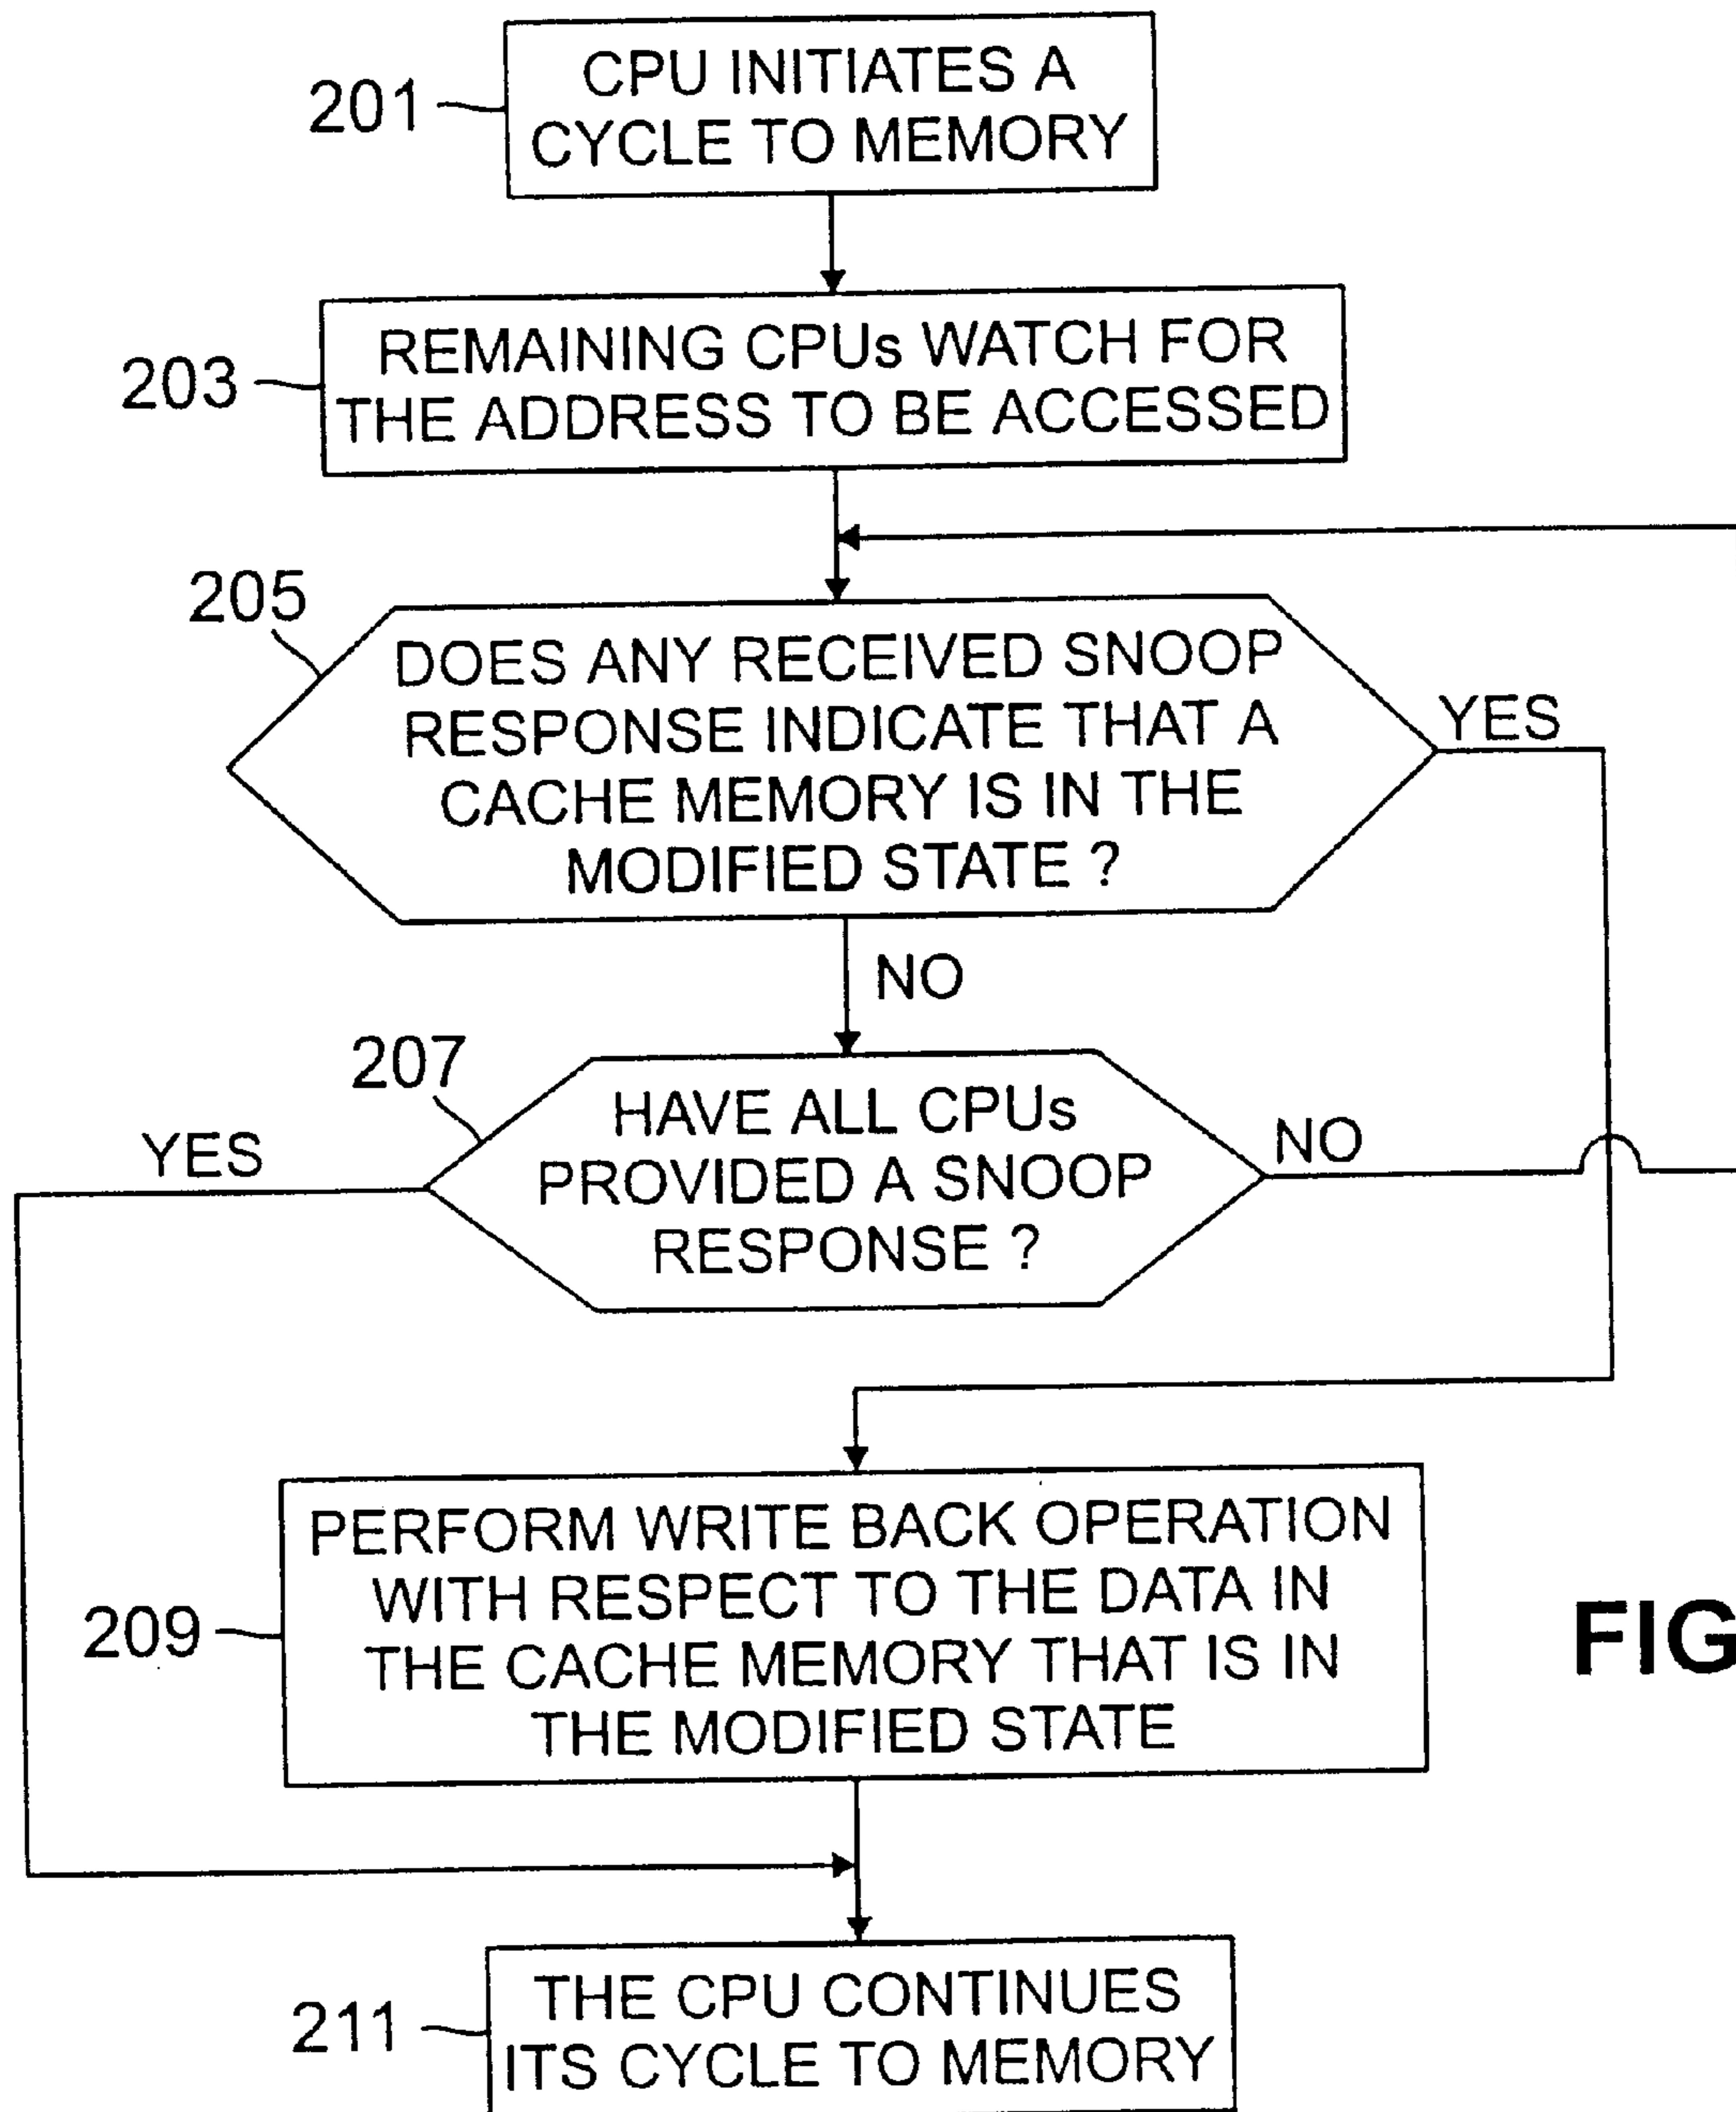 201
CPU INITIATES A
CYCLE TO MEMORY
203
REMAINING CPUs WATCH FOR
THE ADDRESS TO BE ACCESSED
205
DOES ANY RECEIVED SNOOP
RESPONSE INDICATE THAT A
CACHE MEMORY IS IN THE
MODIFIED STATE ?
YES
NO
207
HAVE ALL CPUs
PROVIDED A SNOOP
RESPONSE ?
YES
NO
209
PERFORM WRITE BACK OPERATION
WITH RESPECT TO THE DATA IN
THE CACHE MEMORY THAT IS IN
THE MODIFIED STATE
FIG
211
THE CPU CONTINUES
ITS CYCLE TO MEMORY